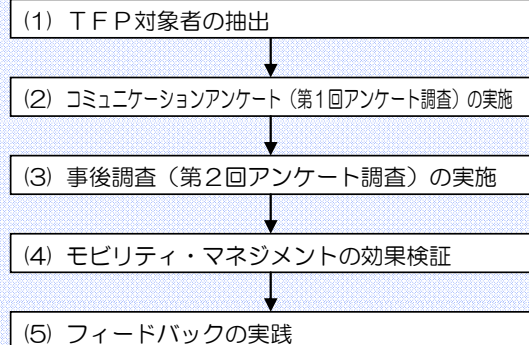 (1) ＴＦＰ対象者の抽出
(2) コミュニケーションアンケート（第１回アンケート調査）の実施
(3) 事後調査（第２回アンケート調査）の実施
(4) モビリティ・マネジメントの効果検証
(5) フィードバックの実践